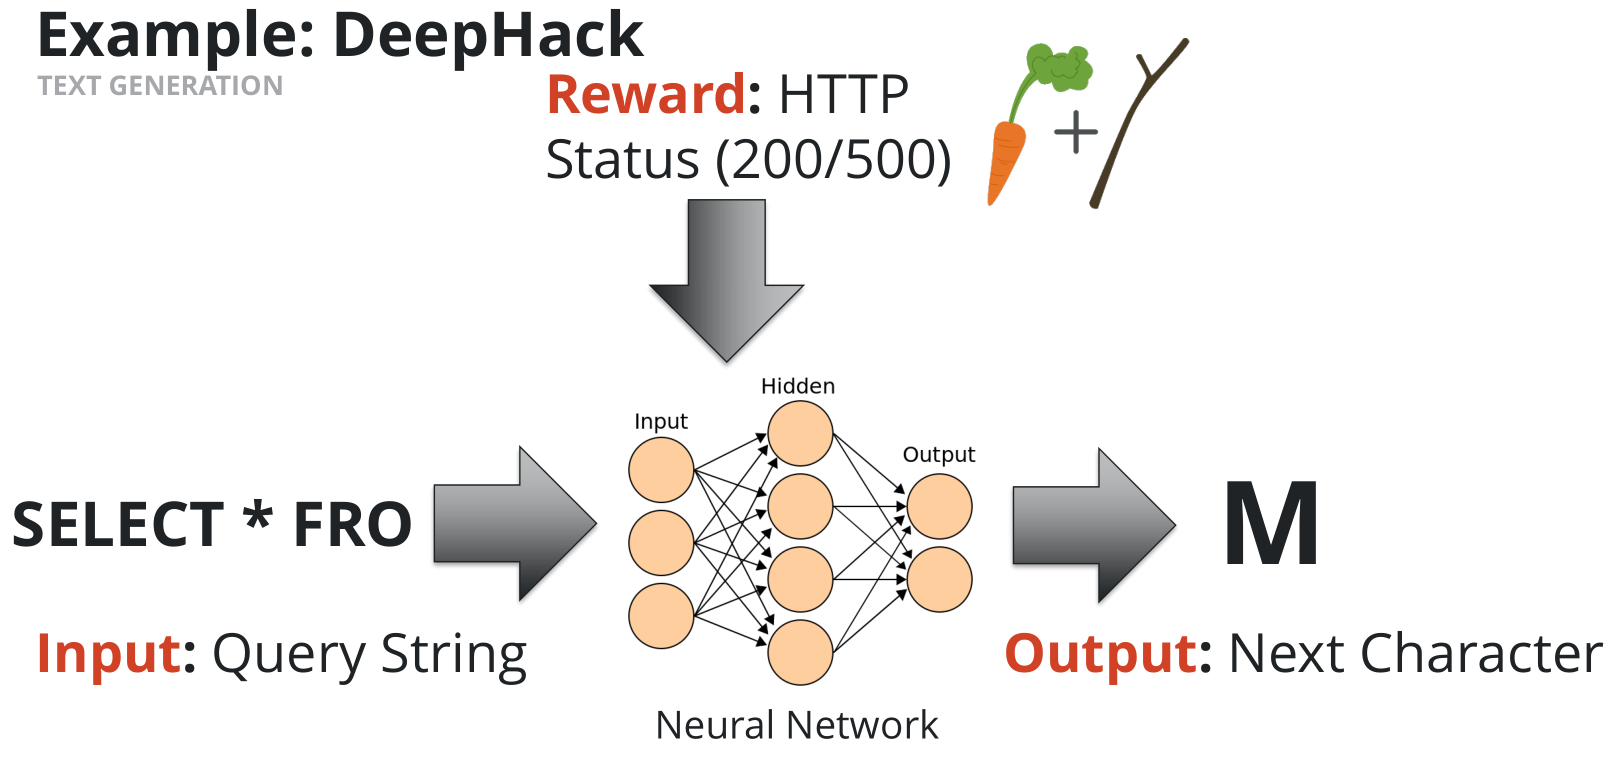 Example: DeepHack
TEXT GENERATION
Reward: HTTP
Status (200/500)
Hidden
Input
Output
SELECT * FRO
M
Input: Query String
Output: Next Character
Neural Network